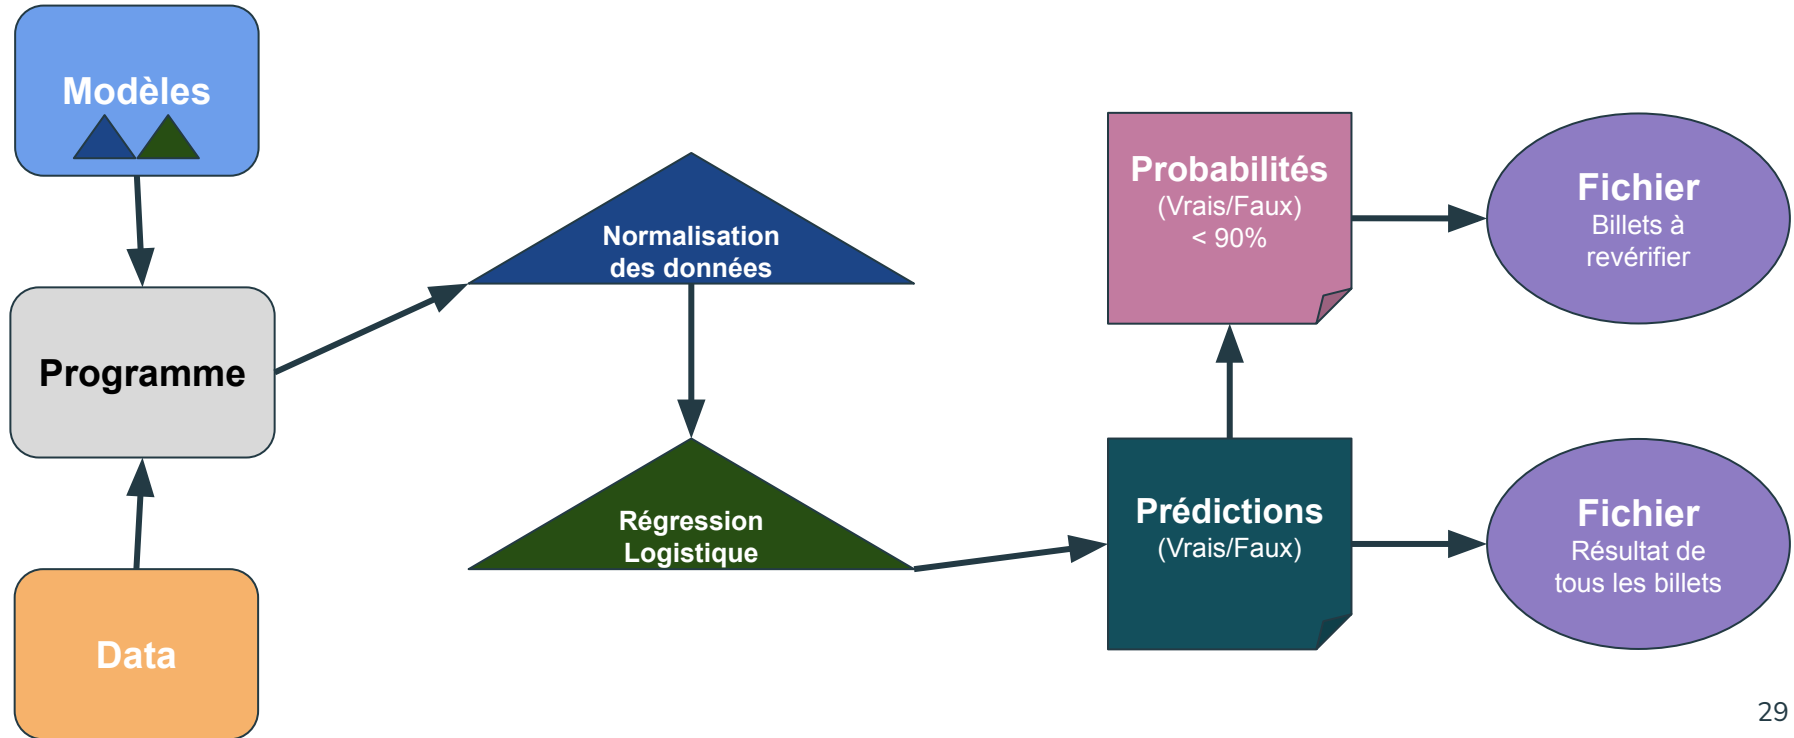 Modèles
Programme
Data
Normalisation
des données
Régression
Logistique
Probabilités
(Vrais/Faux)
< 90%
Prédictions
(Vrais/Faux)
Fichier
Billets à
revérifier
Fichier
Résultat de
tous les billets
29